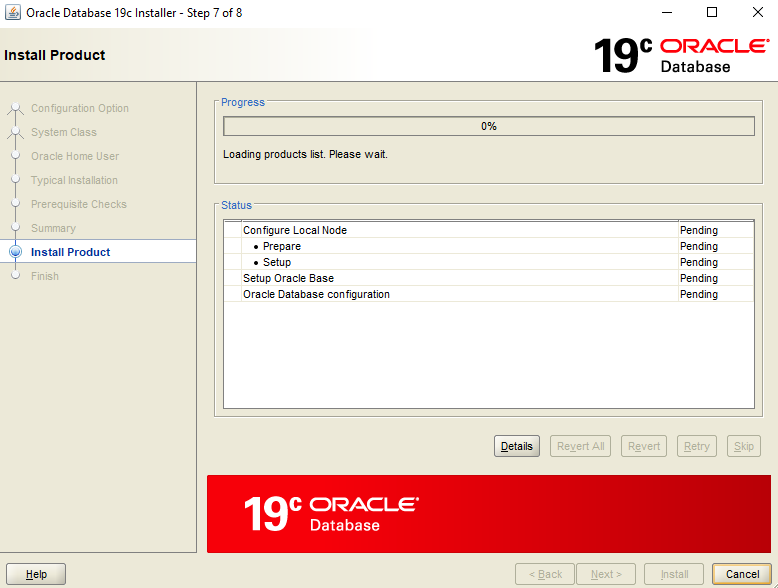 Oracle Database 19c Installer - Step 7 of 8
Install Product
19c ORACLE®
Database
Configuration Option
System Class
Oracle Home User
Typical Installation
Prerequisite Checks
Summary
Install Product
Finish
Progress
0%
Loading products list. Please wait.
Status
Configure Local Node Pending
• Prepare Pending
• Setup Pending
Setup Oracle Base Pending
Oracle Database configuration Pending
Details Revert All Revert Retry Skip
19c ORACLE®
Database
Help < Back Next > Install Cancel